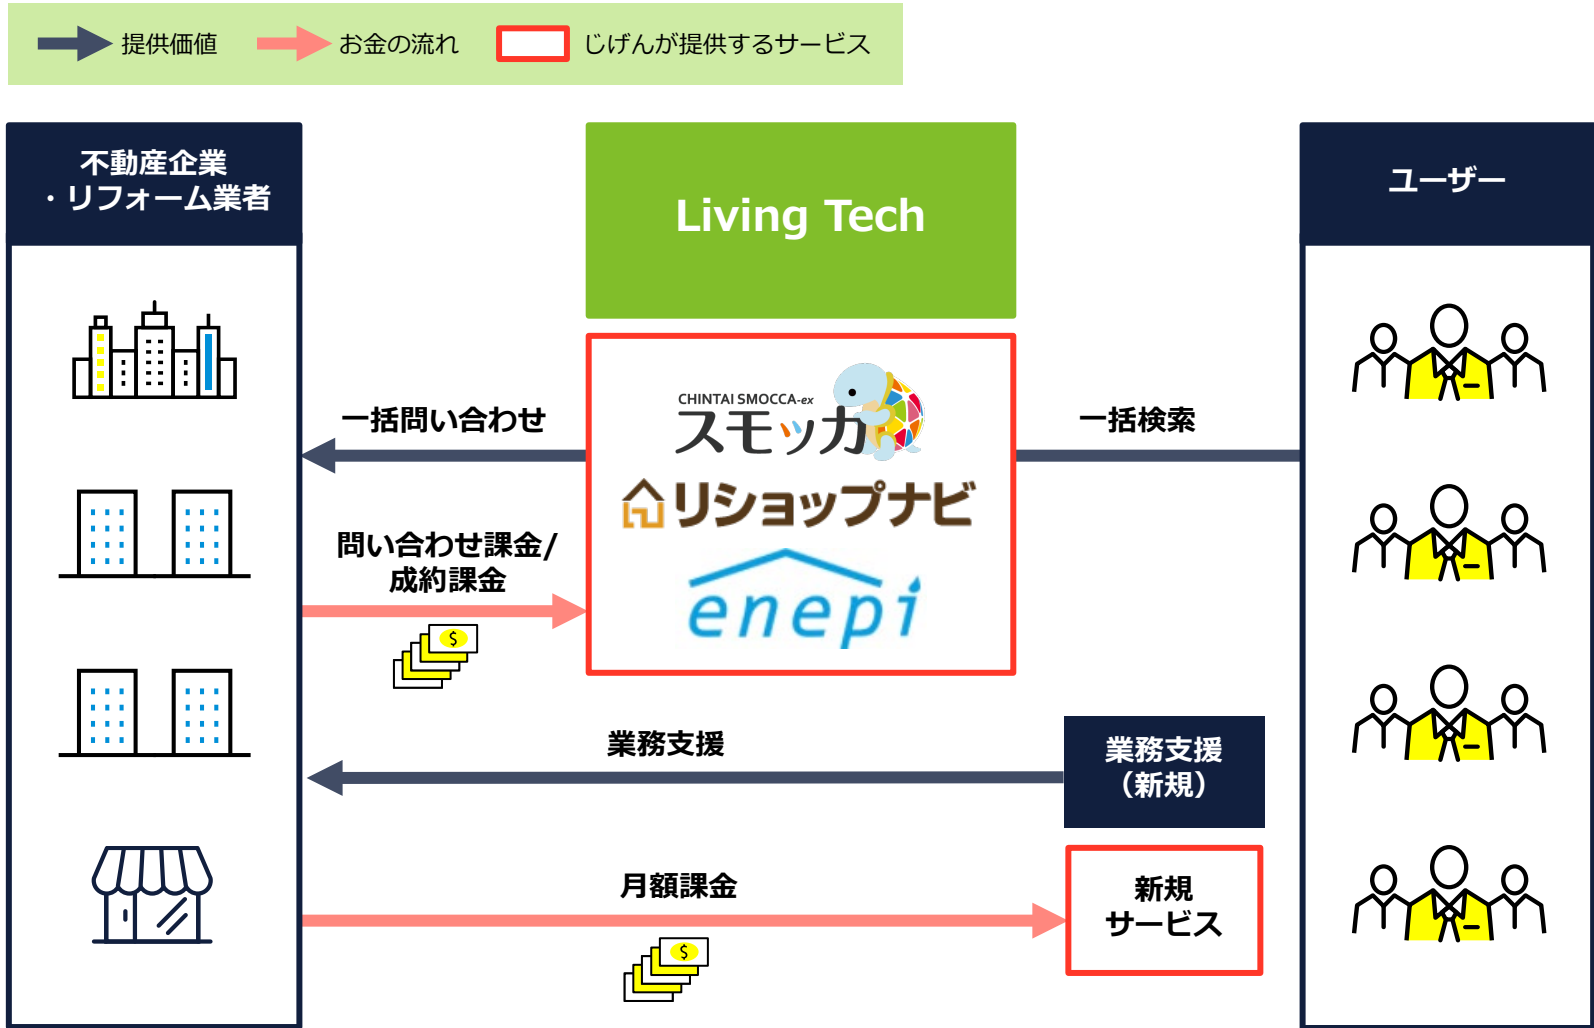 提供価値
お金の流れ
じげんが提供するサービス
不動産企業
・リフォーム業者
Living Tech
ユーザー
一括問い合わせ
CHINTAI SMOCCA-ex
スモッカ
リショップナビ
enepi
一括検索
問い合わせ課金/
成約課金
$
業務支援
業務支援
（新規）
月額課金
$
新規
サービス